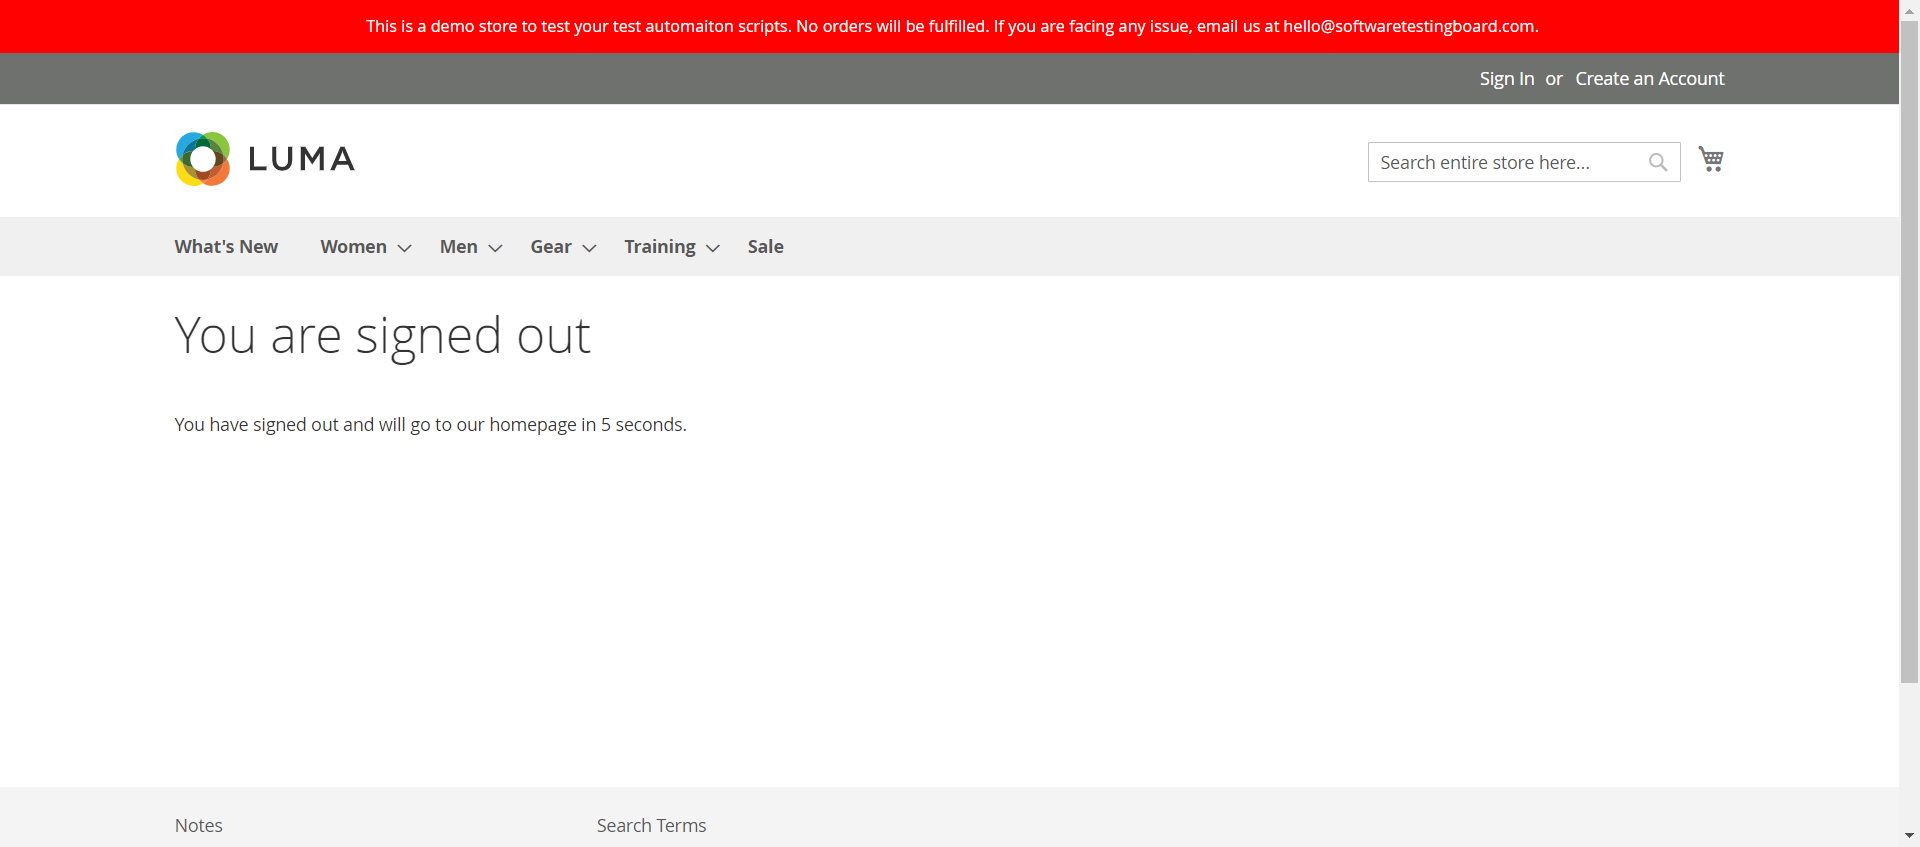 This is a demo store to test your test automaiton scripts. No orders will be fulfilled. If you are facing any issue, email us at hello@softwaretestingboard.com.
Sign In or Create an Account
LUMA
Search entire store here...
What's New Women Men Gear Training Sale
You are signed out
You have signed out and will go to our homepage in 5 seconds.
Notes Search Terms